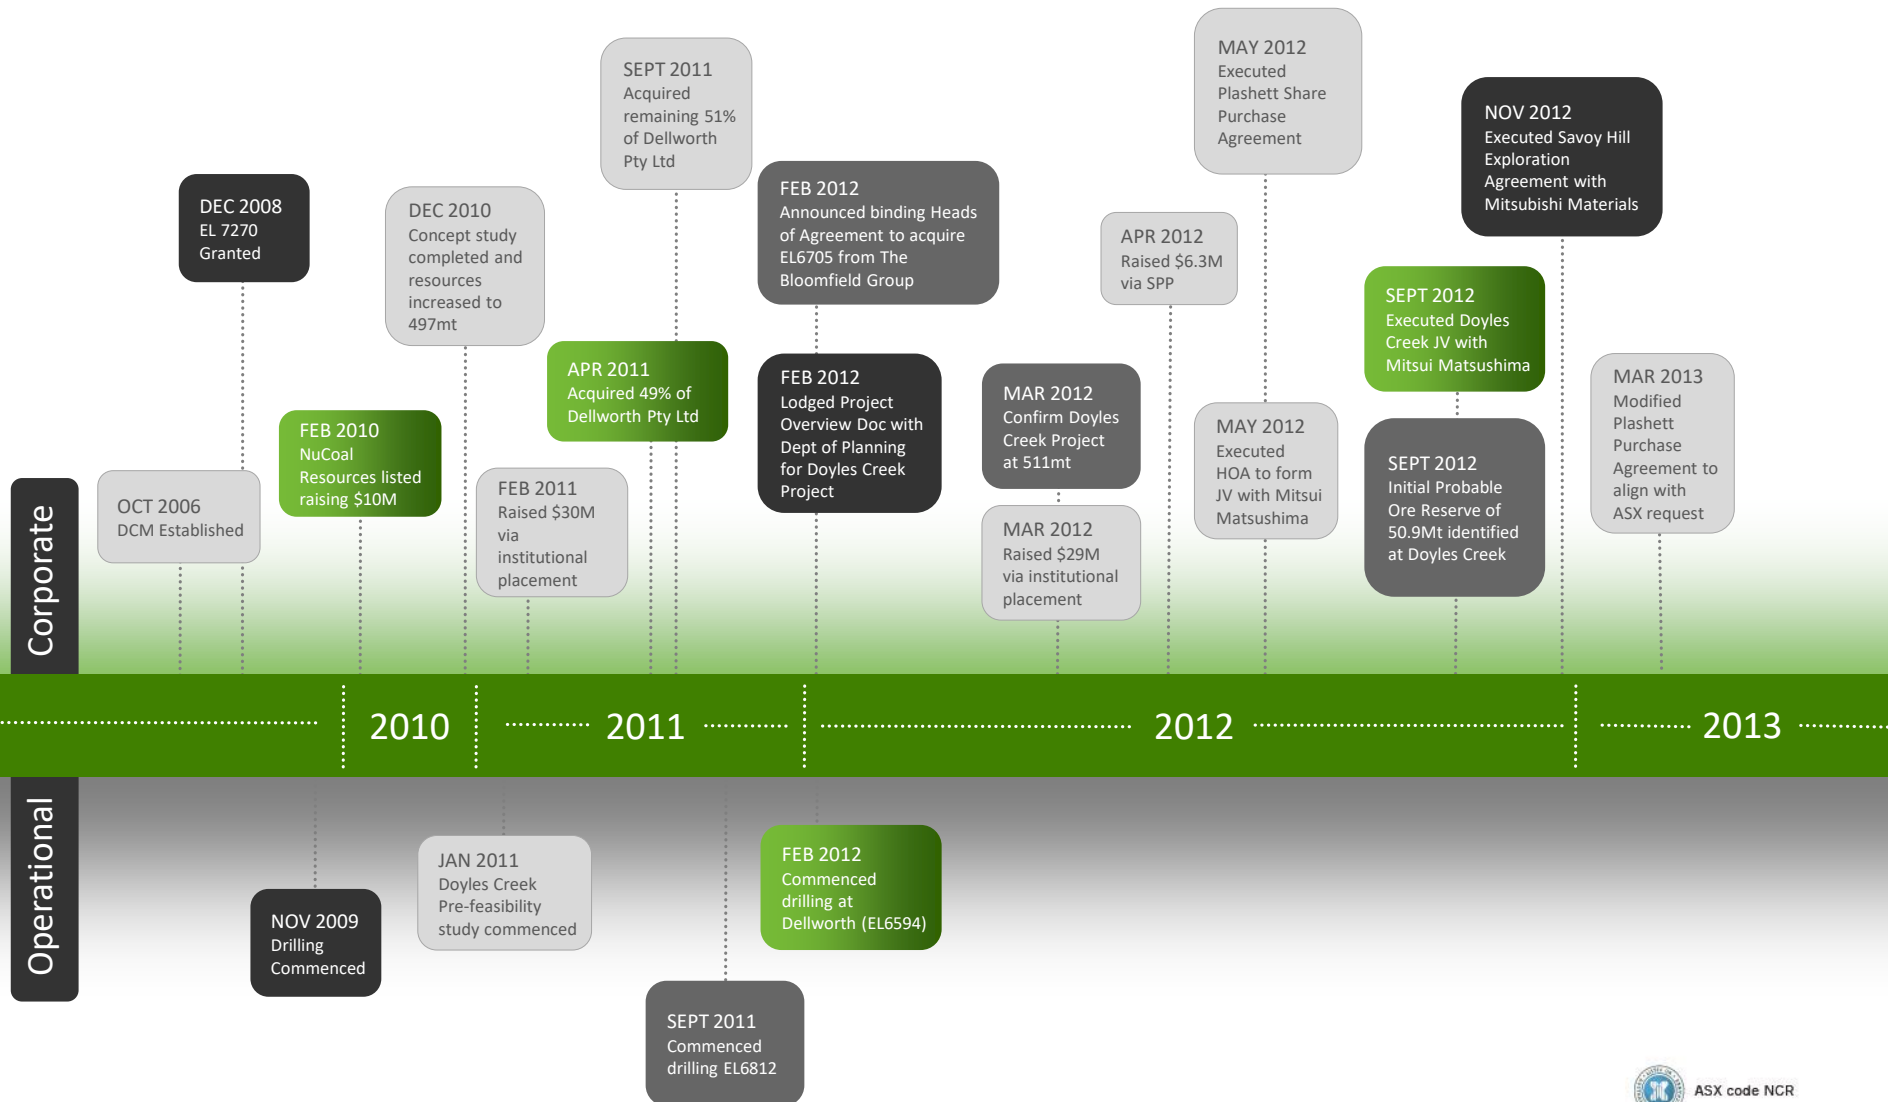 MAY 2012
Executed
Plashett Share
Purchase
Agreement
SEPT 2011
Acquired
remaining 51%
of Dellworth
Pty Ltd
NOV 2012
Executed Savoy Hill
Exploration
Agreement with
Mitsubishi Materials
DEC 2008
EL 7270
Granted
DEC 2010
Concept study
completed and
resources
increased to
497mt
FEB 2012
Announced binding Heads
of Agreement to acquire
EL6705 from The
Bloomfield Group
APR 2012
Raised $6.3M
via SPP
SEPT 2012
Executed Doyles
Creek JV with
Mitsui Matsushima
APR 2011
Acquired 49% of
Dellworth Pty Ltd
FEB 2012
Lodged Project
Overview Doc with
Dept of Planning
for Doyles Creek
Project
MAR 2012
Confirm Doyles
Creek Project
at 511mt
MAR 2013
Modified
Plashett
Purchase
Agreement to
align with
ASX request
FEB 2010
NuCoal
Resources listed
raising $10M
MAY 2012
Executed
HOA to form
JV with Mitsui
Matsushima
SEPT 2012
Initial Probable
Ore Reserve of
50.9Mt identified
at Doyles Creek
OCT 2006
DCM Established
FEB 2011
Raised $30M
via
institutional
placement
MAR 2012
Raised $29M
via institutional
placement
Corporate
2010
2011
2012
2013
Operational
JAN 2011
Doyles Creek
Pre-feasibility
study commenced
FEB 2012
Commenced
drilling at
Dellworth (EL6594)
NOV 2009
Drilling
Commenced
SEPT 2011
Commenced
drilling EL6812
ASX code NCR